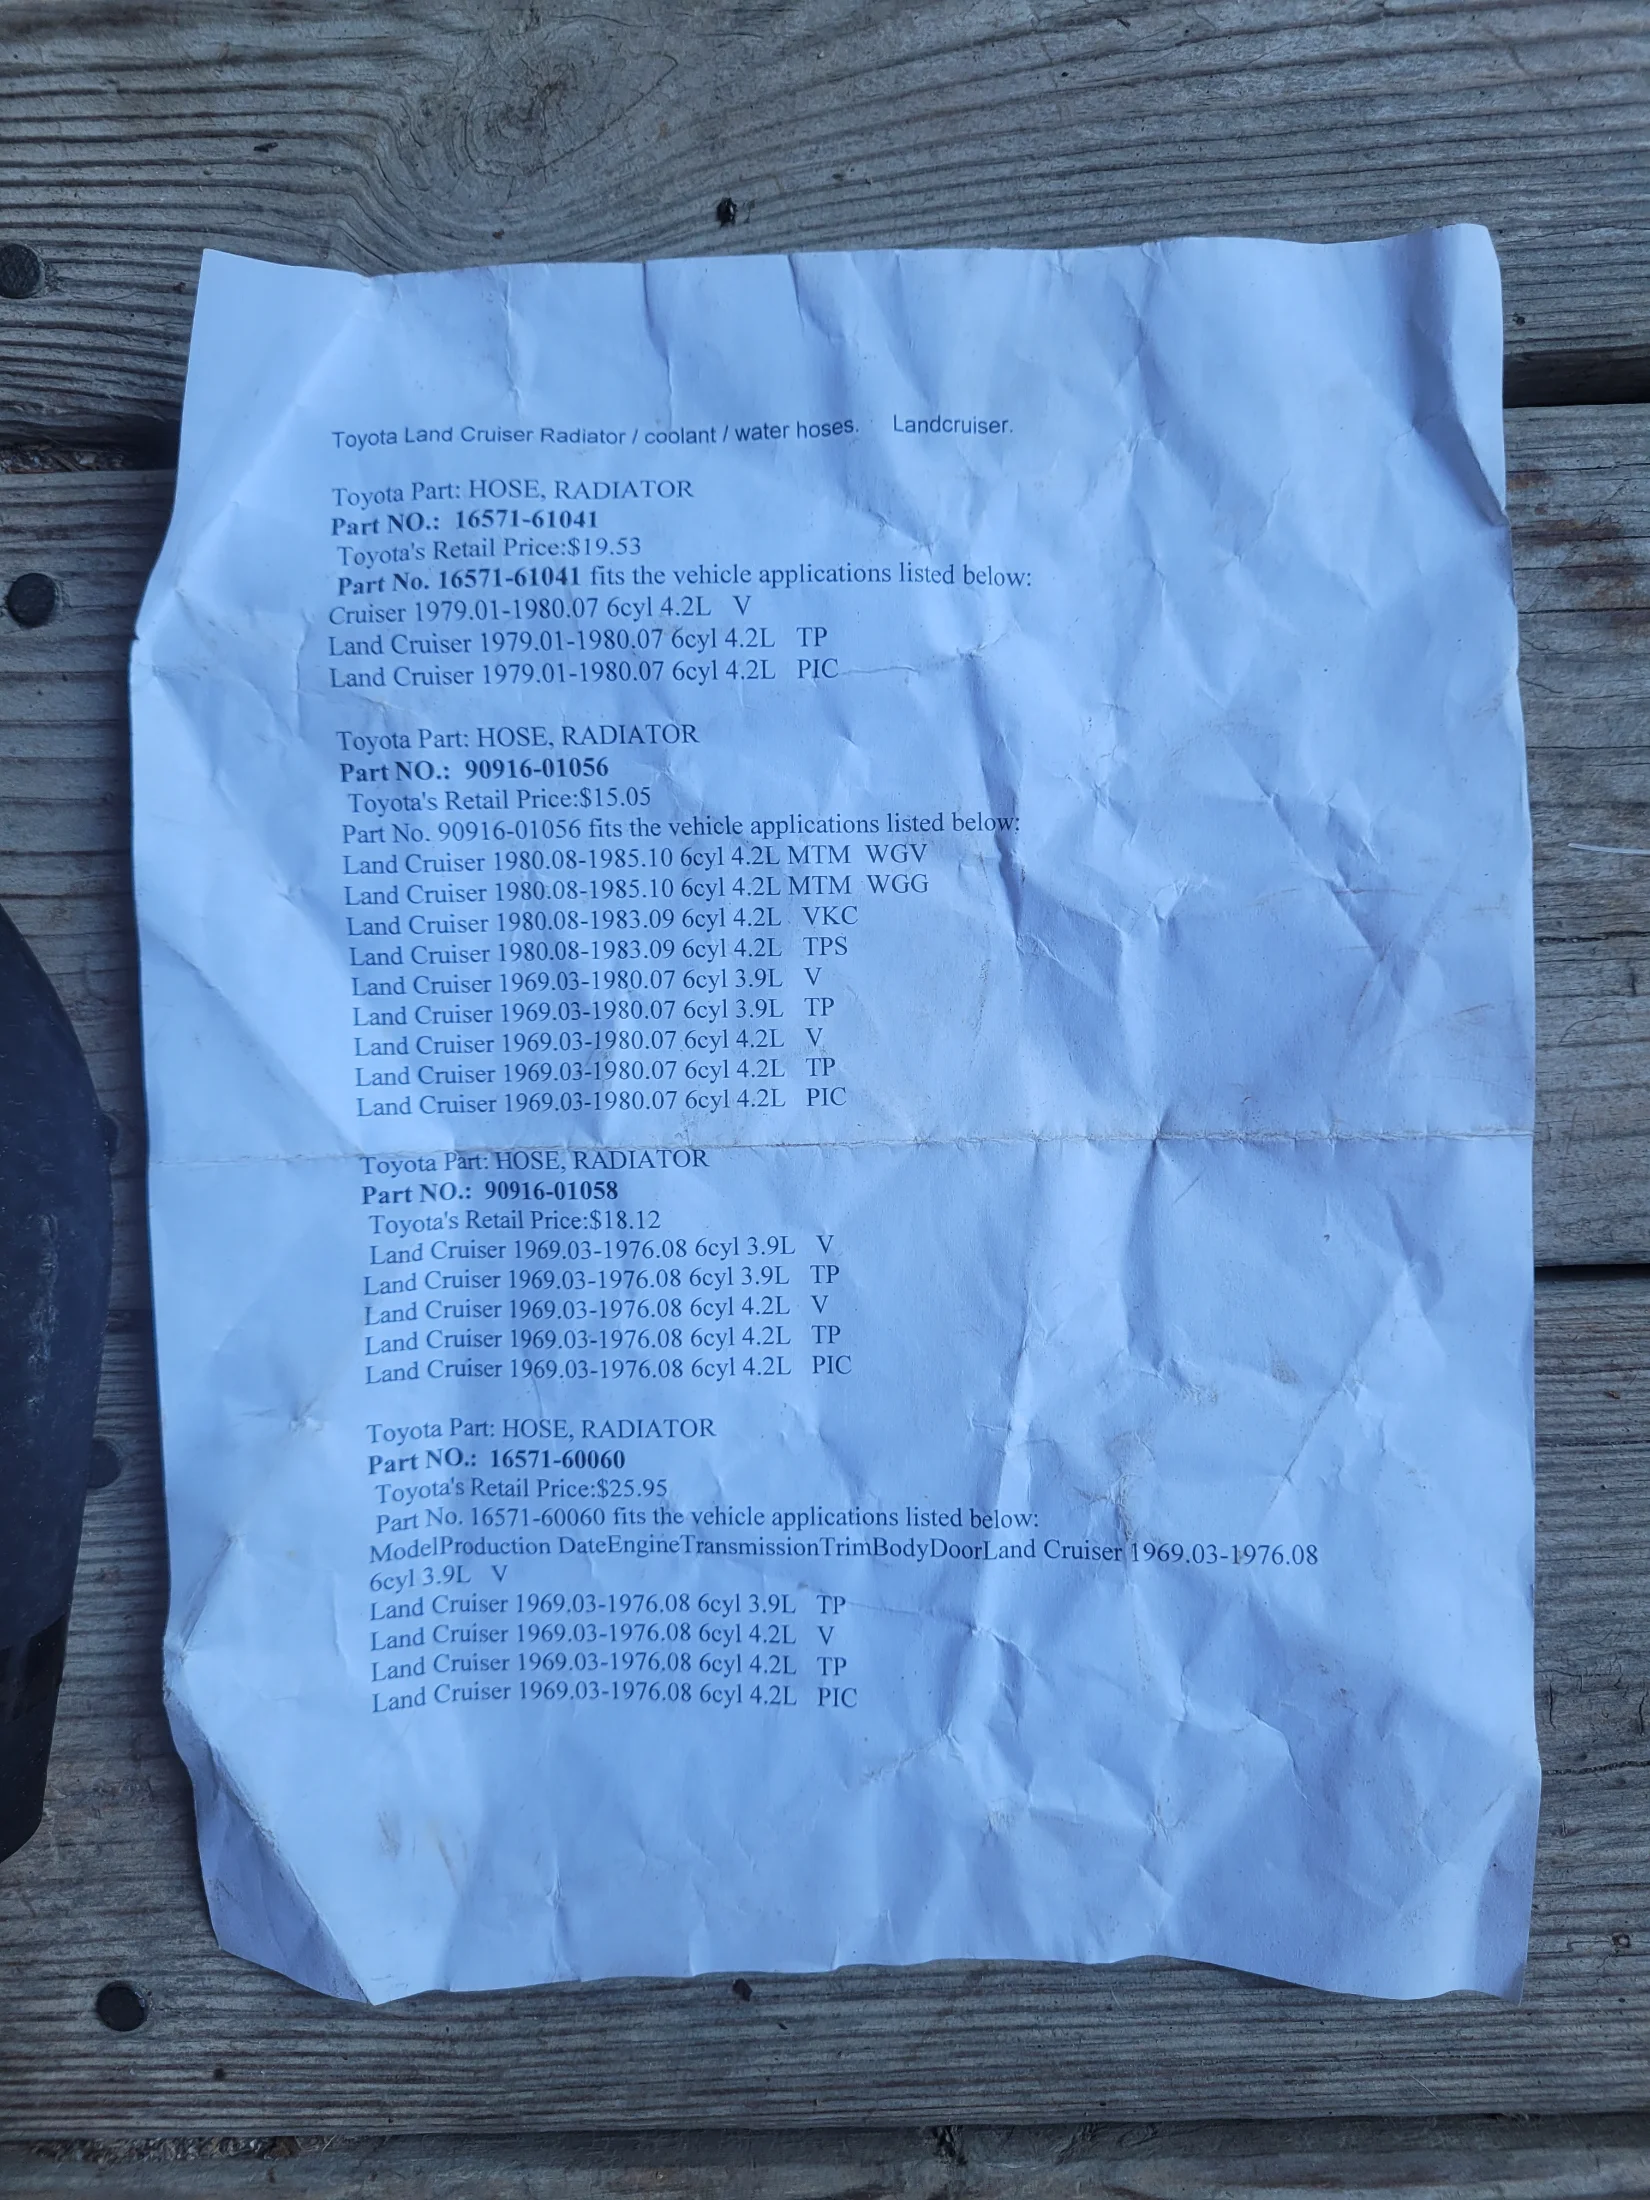 Toyota Land Cruiser Radiator / coolant / water hoses. Landcruiser.
Toyota Part: HOSE, RADIATOR
Part NO.: 16571-61041
Toyota's Retail Price:$19.53
Part No. 16571-61041 fits the vehicle applications listed below:
Cruiser 1979.01-1980.07 6cyl 4.2L V
Land Cruiser 1979.01-1980.07 6cyl 4.2L TP
Land Cruiser 1979.01-1980.07 6cyl 4.2L PIC
Toyota Part: HOSE, RADIATOR
Part NO.: 90916-01056
Toyota's Retail Price:$15.05
Part No. 90916-01056 fits the vehicle applications listed below:
Land Cruiser 1980.08-1985.10 6cyl 4.2L MTM WGV
Land Cruiser 1980.08-1985.10 6cyl 4.2L MTM WGG
Land Cruiser 1980.08-1983.09 6cyl 4.2L VKC
Land Cruiser 1980.08-1983.09 6cyl 4.2L TPS
Land Cruiser 1969.03-1980.07 6cyl 3.9L V
Land Cruiser 1969.03-1980.07 6cyl 3.9L TP
Land Cruiser 1969.03-1980.07 6cyl 4.2L V
Land Cruiser 1969.03-1980.07 6cyl 4.2L TP
Land Cruiser 1969.03-1980.07 6cyl 4.2L PIC
Toyota Part: HOSE, RADIATOR
Part NO.: 90916-01058
Toyota's Retail Price:$18.12
Land Cruiser 1969.03-1976.08 6cyl 3.9L V
Land Cruiser 1969.03-1976.08 6cyl 3.9L TP
Land Cruiser 1969.03-1976.08 6cyl 4.2L V
Land Cruiser 1969.03-1976.08 6cyl 4.2L TP
Land Cruiser 1969.03-1976.08 6cyl 4.2L PIC
Toyota Part: HOSE, RADIATOR
Part NO.: 16571-60060
Toyota's Retail Price:$25.95
Part No. 16571-60060 fits the vehicle applications listed below:
ModelProduction DateEngineTransmissionTrimBodyDoorLand Cruiser 1969.03-1976.08
6cyl 3.9L V
Land Cruiser 1969.03-1976.08 6cyl 3.9L TP
Land Cruiser 1969.03-1976.08 6cyl 4.2L V
Land Cruiser 1969.03-1976.08 6cyl 4.2L TP
Land Cruiser 1969.03-1976.08 6cyl 4.2L PIC